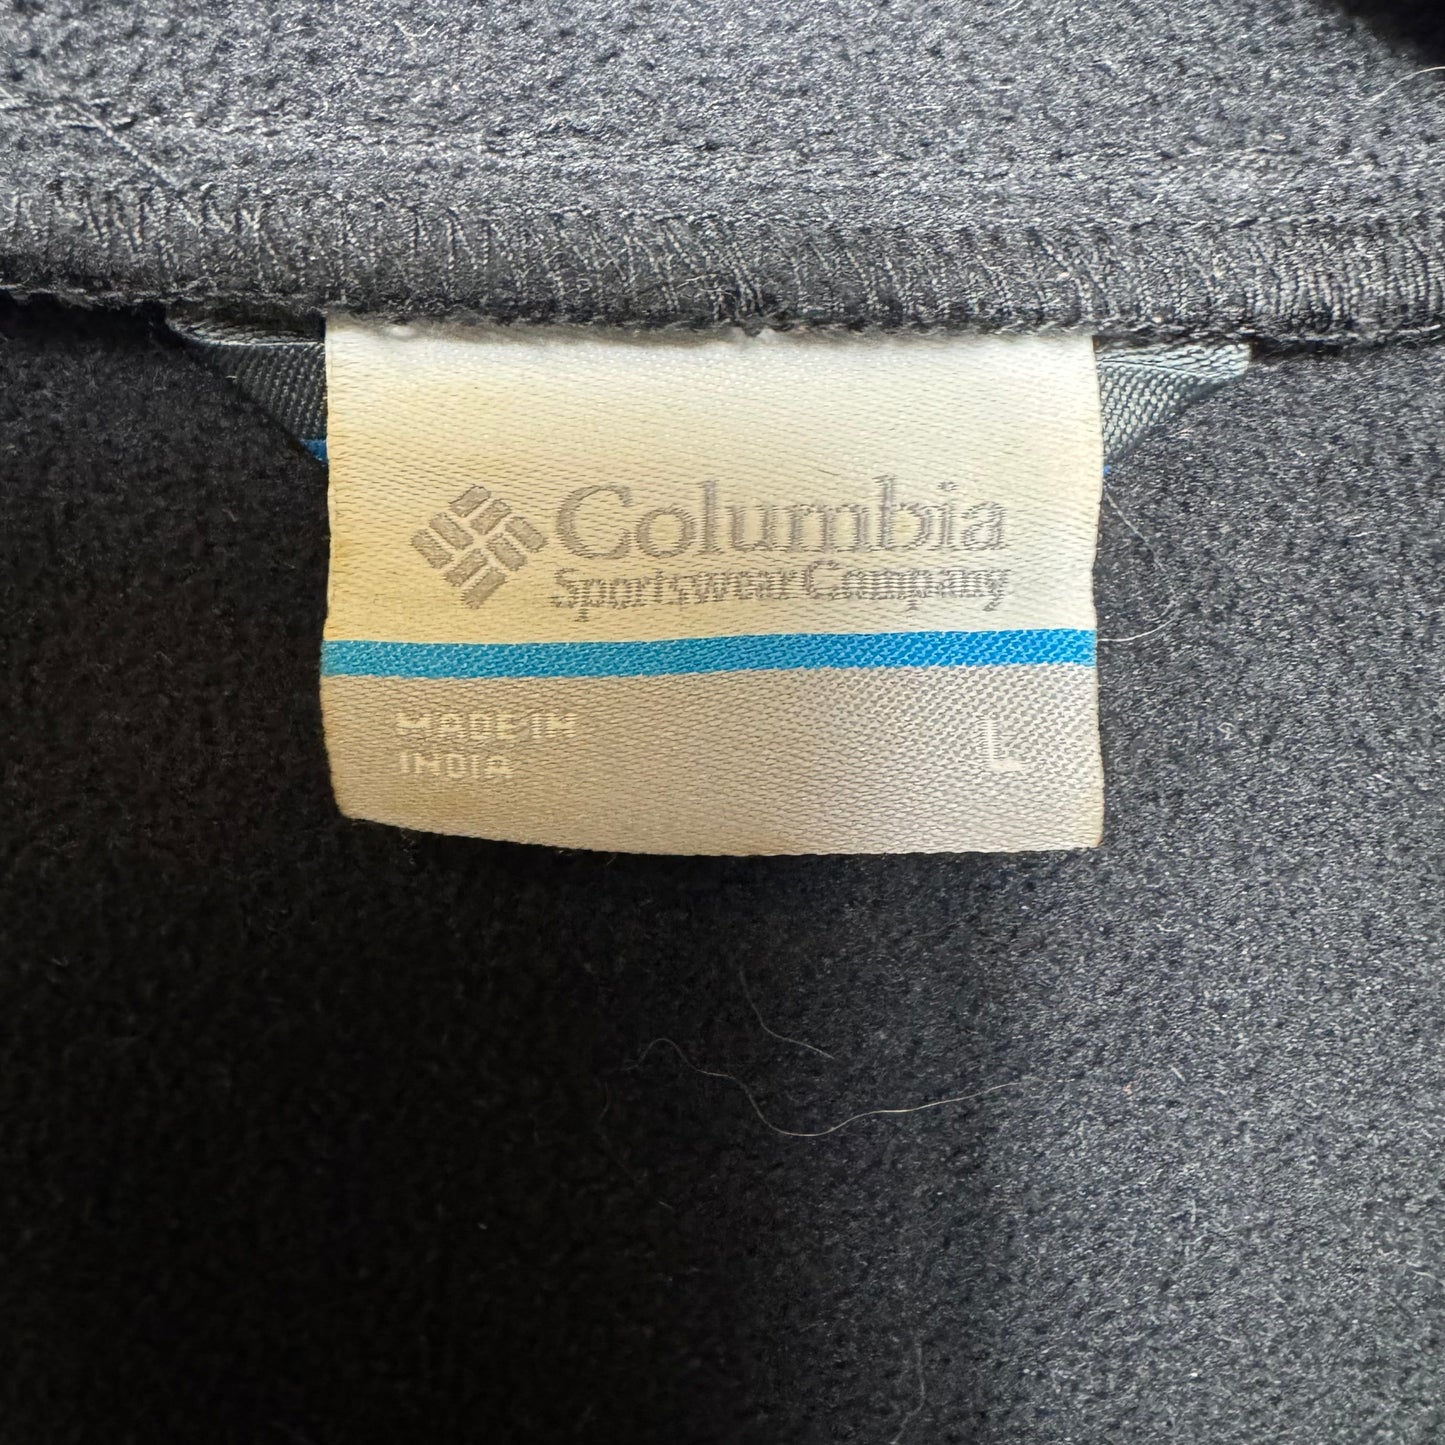 Columbia
Sportswear Company
MADE IN
INDIA
L